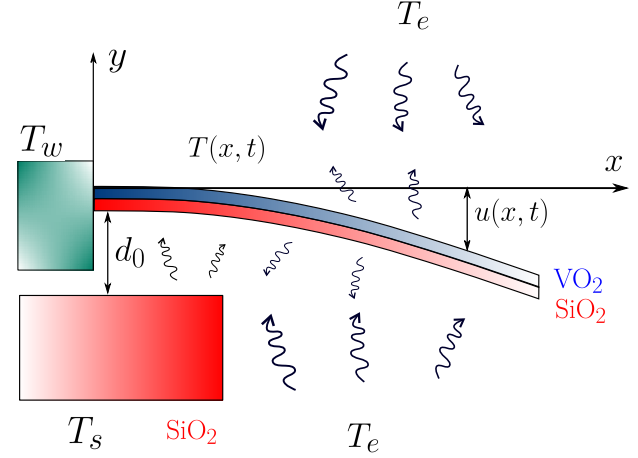 T_e
y
T_w
T(x, t)
x
u(x, t)
d_0
VO_2
SiO_2
T_s
SiO_2
T_e